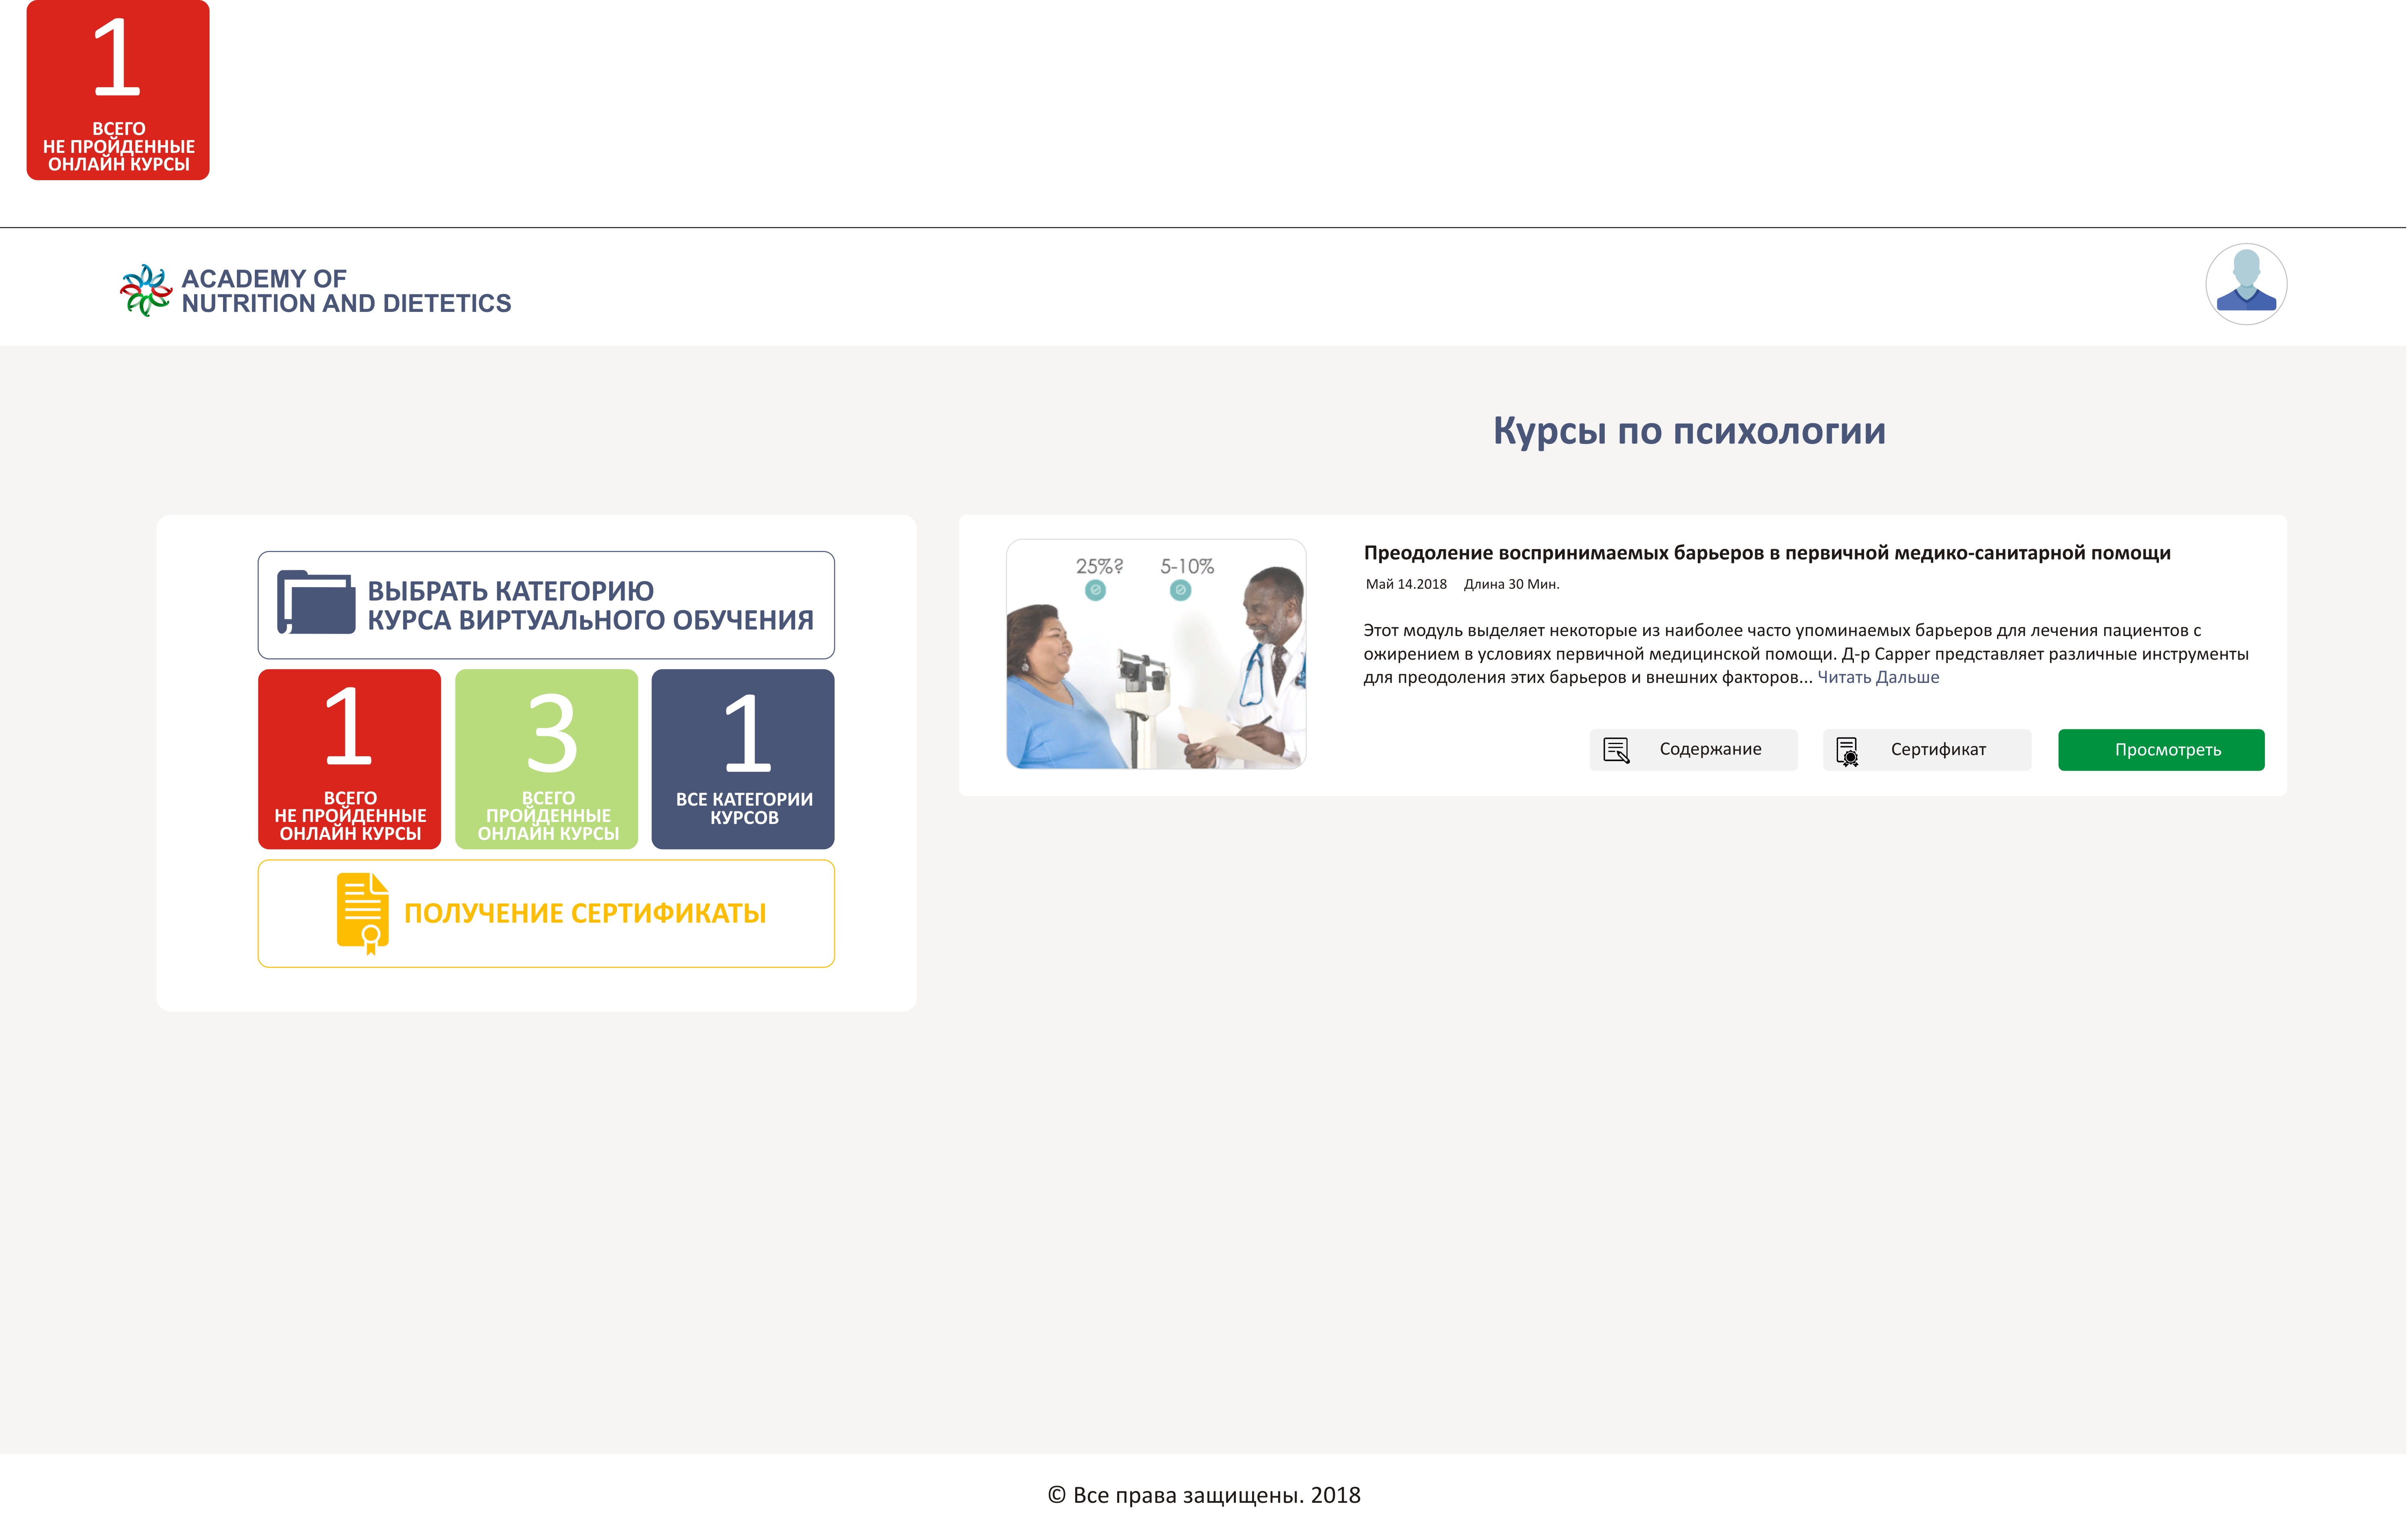 1
ВСЕГО
НЕ ПРОЙДЕННЫЕ
ОНЛАЙН КУРСЫ
ACADEMY OF
NUTRITION AND DIETETICS
Курсы по психологии
ВЫБРАТЬ КАТЕГОРИЮ
КУРСА ВИРТУАЛьНОГО ОБУЧЕНИЯ
1
ВСЕГО
НЕ ПРОЙДЕННЫЕ
ОНЛАЙН КУРСЫ
3
ВСЕГО
ПРОЙДЕННЫЕ
ОНЛАЙН КУРСЫ
1
ВСЕ КАТЕГОРИИ
КУРСОВ
ПОЛУЧЕНИЕ СЕРТИФИКАТЫ
25%? 5-10%
Преодоление воспринимаемых барьеров в первичной медико-санитарной помощи
Май 14.2018 Длина 30 Мин.
Этот модуль выделяет некоторые из наиболее часто упоминаемых барьеров для лечения пациентов с
ожирением в условиях первичной медицинской помощи. Д-р Capper представляет различные инструменты
для преодоления этих барьеров и внешних факторов... Читать Дальше
Содержание
Сертификат
Просмотреть
© Все права защищены. 2018